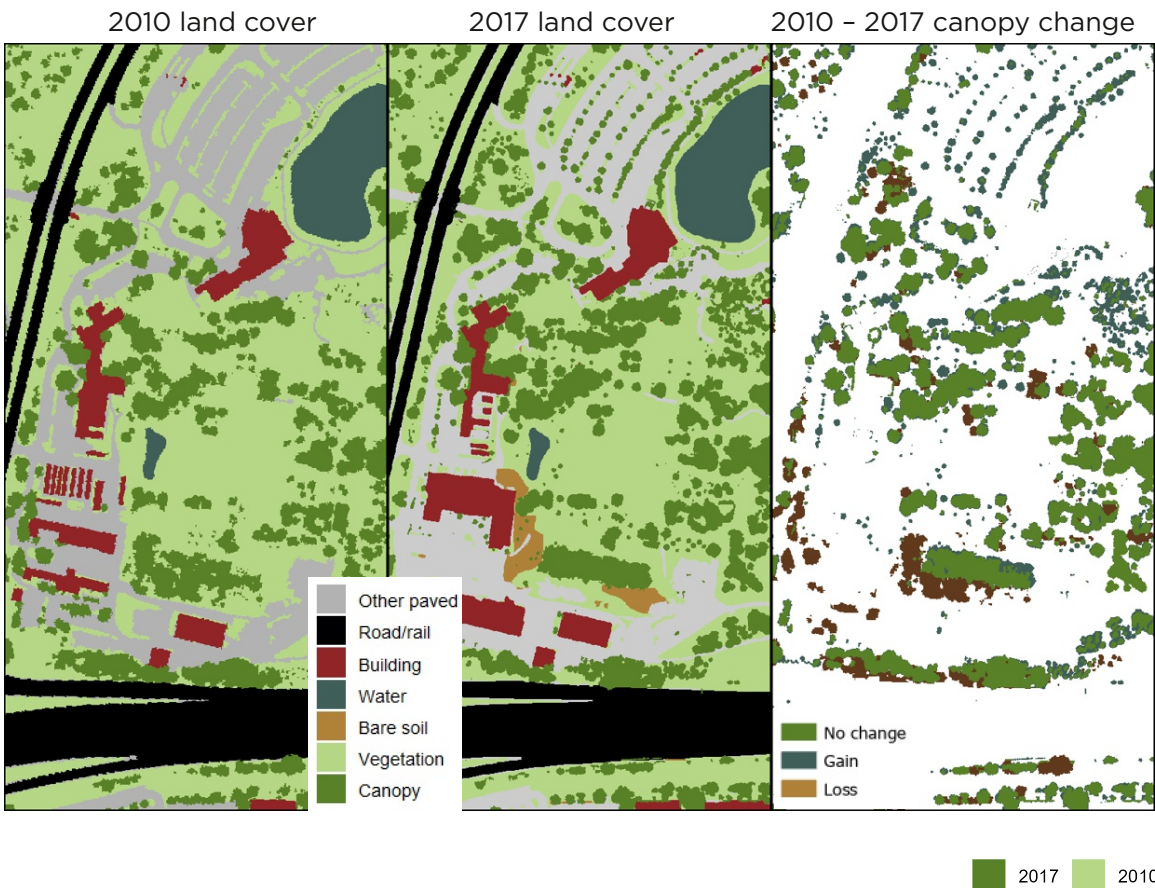 2010 land cover
2017 land cover
2010 – 2017 canopy change
Other paved
Road/rail
Building
Water
Bare soil
Vegetation
Canopy
No change
Gain
Loss
2017
2010